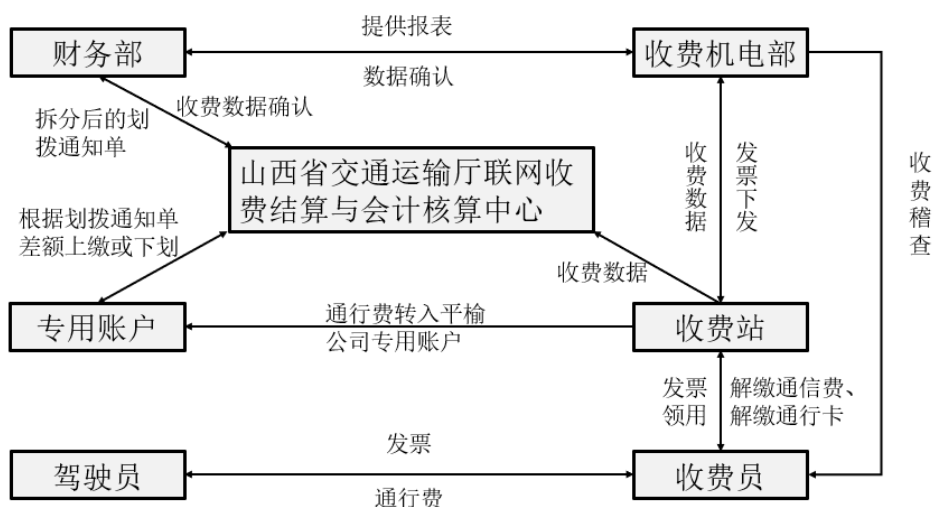 提供报表
财务部
收费机电部
数据确认
收费数据确认
拆分后的划
拨通知单
山西省交通运输厅联网收
费结算与会计核算中心
收费数据
发票下发
收费稽查
根据划拨通知单
差额上缴或下划
收费数据
专用账户
通行费转入平榆
公司专用账户
收费站
发票
领用
解缴通信费、
解缴通行卡
发票
驾驶员
收费员
通行费